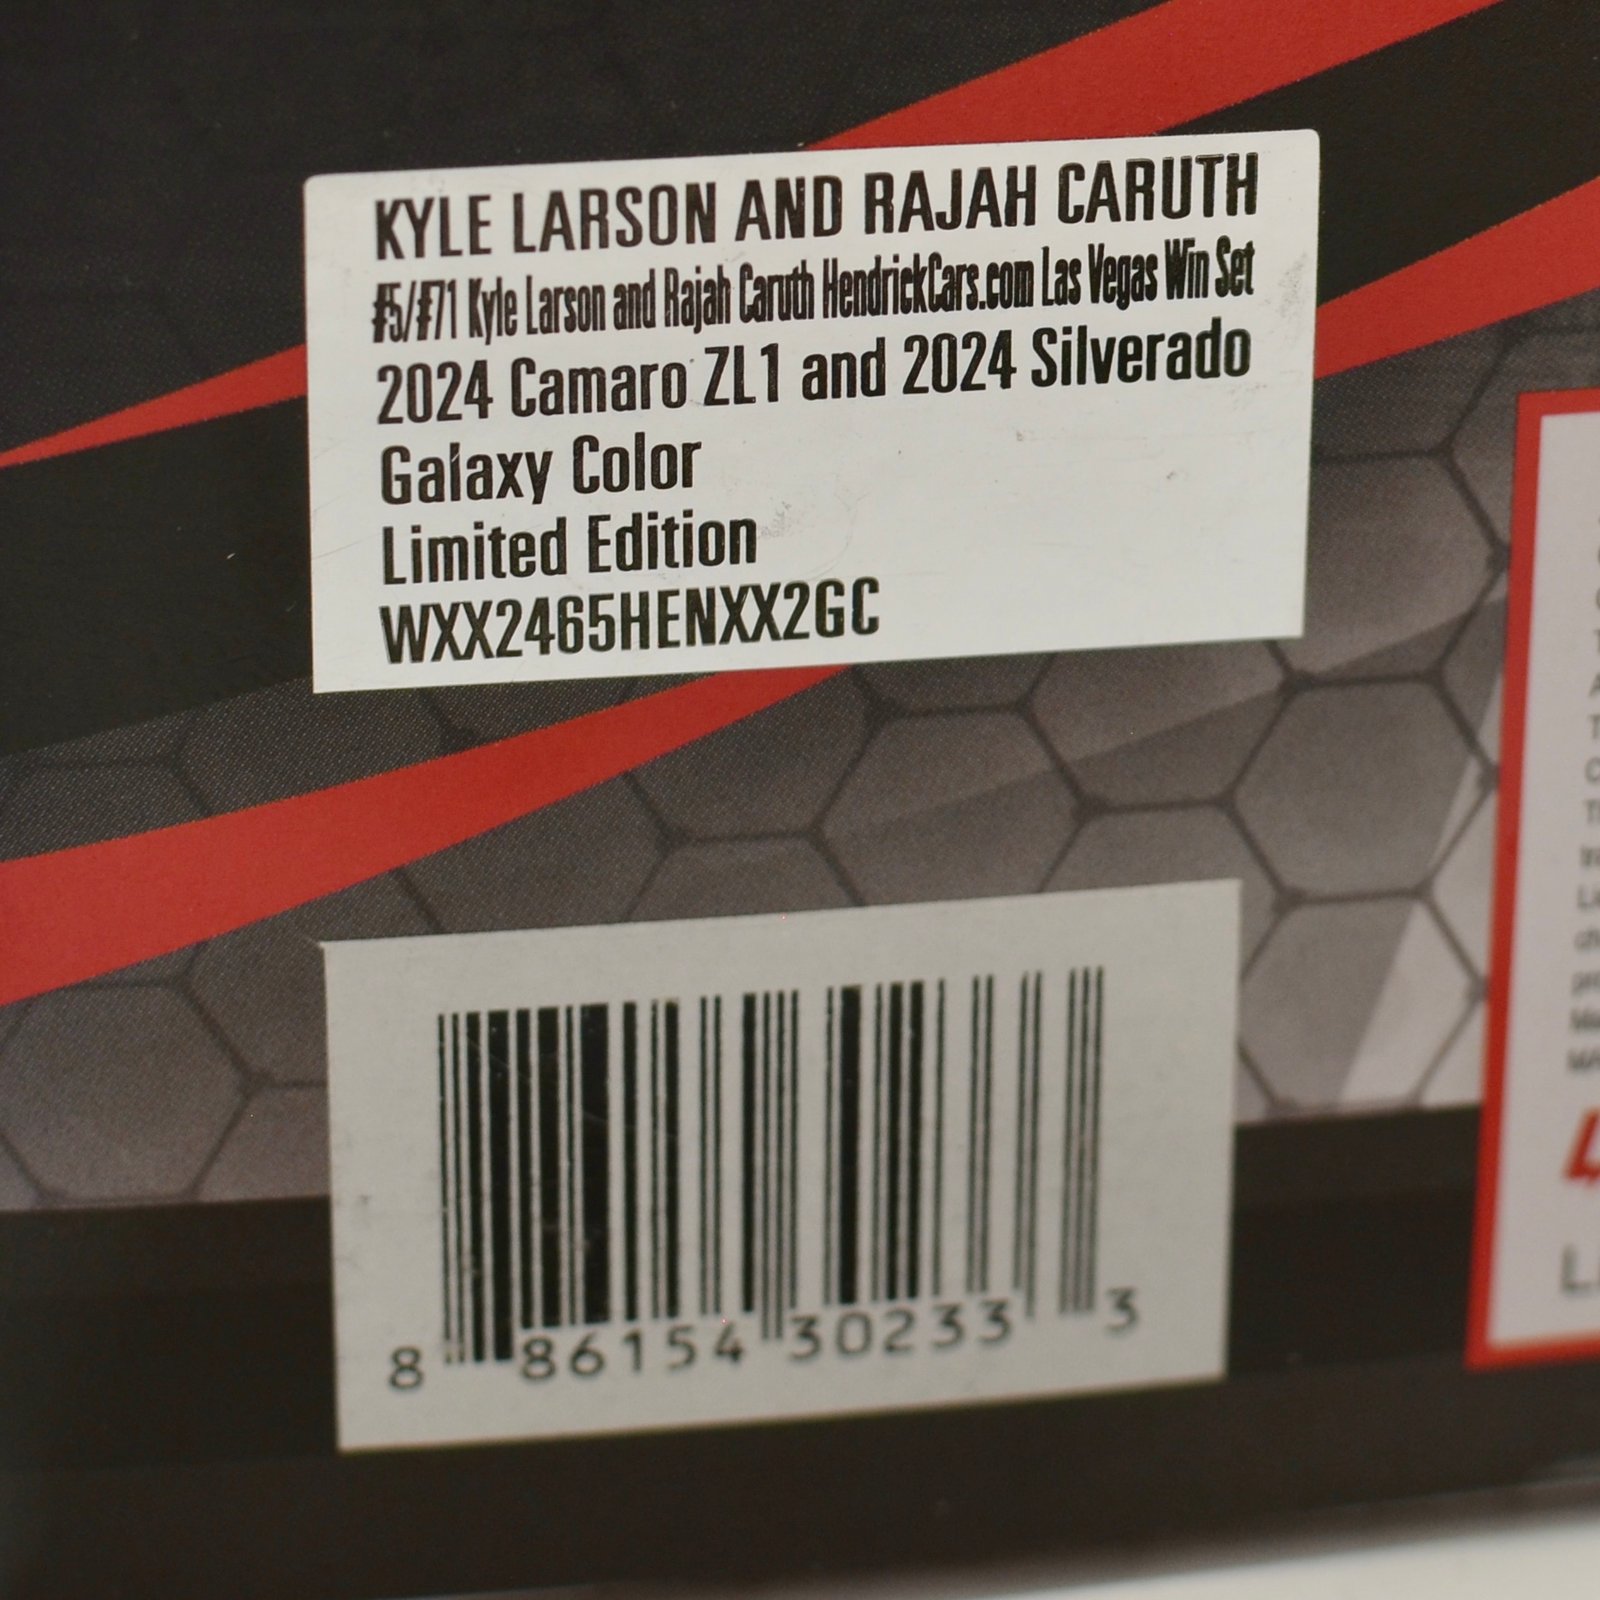 KYLE LARSON AND RAJAH CARUTH
#5/#71 Kyle Larson and Rajah Caruth HendrickCars.com Las Vegas Win Set
2024 Camaro ZL1 and 2024 Silverado
Galaxy Color
Limited Edition
WXX2465HENXX2GC
8 86154 30233 3